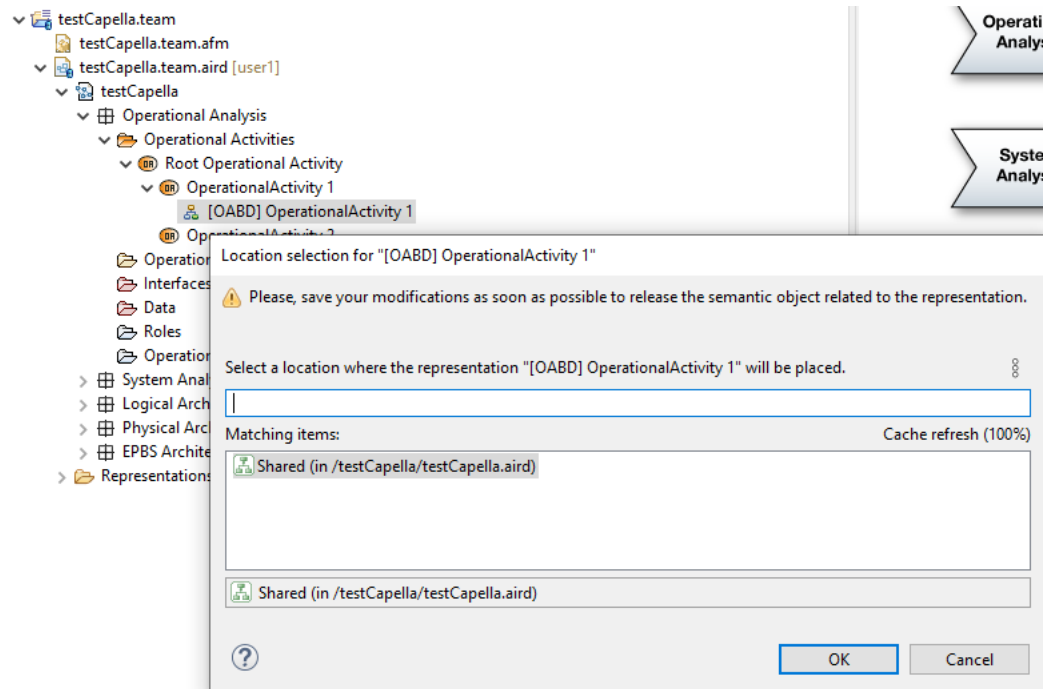 testCapella.team
testCapella.team.afm
testCapella.team.aird [user1]
testCapella
Operational Analysis
Operational Activities
Root Operational Activity
OperationalActivity 1
[OABD] OperationalActivity 1
Operation
Interfaces
Data
Roles
Operation
System Anal
Logical Arch
Physical Arc
EPBS Archite
Representations
Operati
Analys
Syste
Analys
Location selection for "[OABD] OperationalActivity 1"
Please, save your modifications as soon as possible to release the semantic object related to the representation.
Select a location where the representation "[OABD] OperationalActivity 1" will be placed.
Matching items: Cache refresh (100%)
Shared (in /testCapella/testCapella.aird)
Shared (in /testCapella/testCapella.aird)
OK Cancel